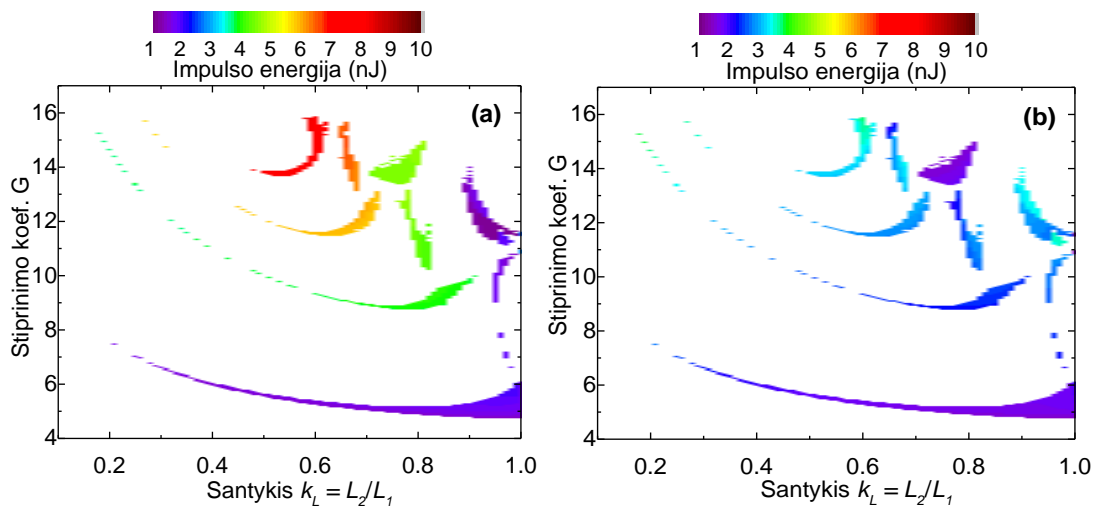 1 2 3 4 5 6 7 8 9 10
Impulso energija (nJ)
(a)
Stiprinimo koef. G
16
14
12
10
8
6
4
0.2 0.4 0.6 0.8 1.0
Santykis k_L = L_2/L_1
1 2 3 4 5 6 7 8 9 10
Impulso energija (nJ)
(b)
Stiprinimo koef. G
16
14
12
10
8
6
4
0.2 0.4 0.6 0.8 1.0
Santykis k_L = L_2/L_1